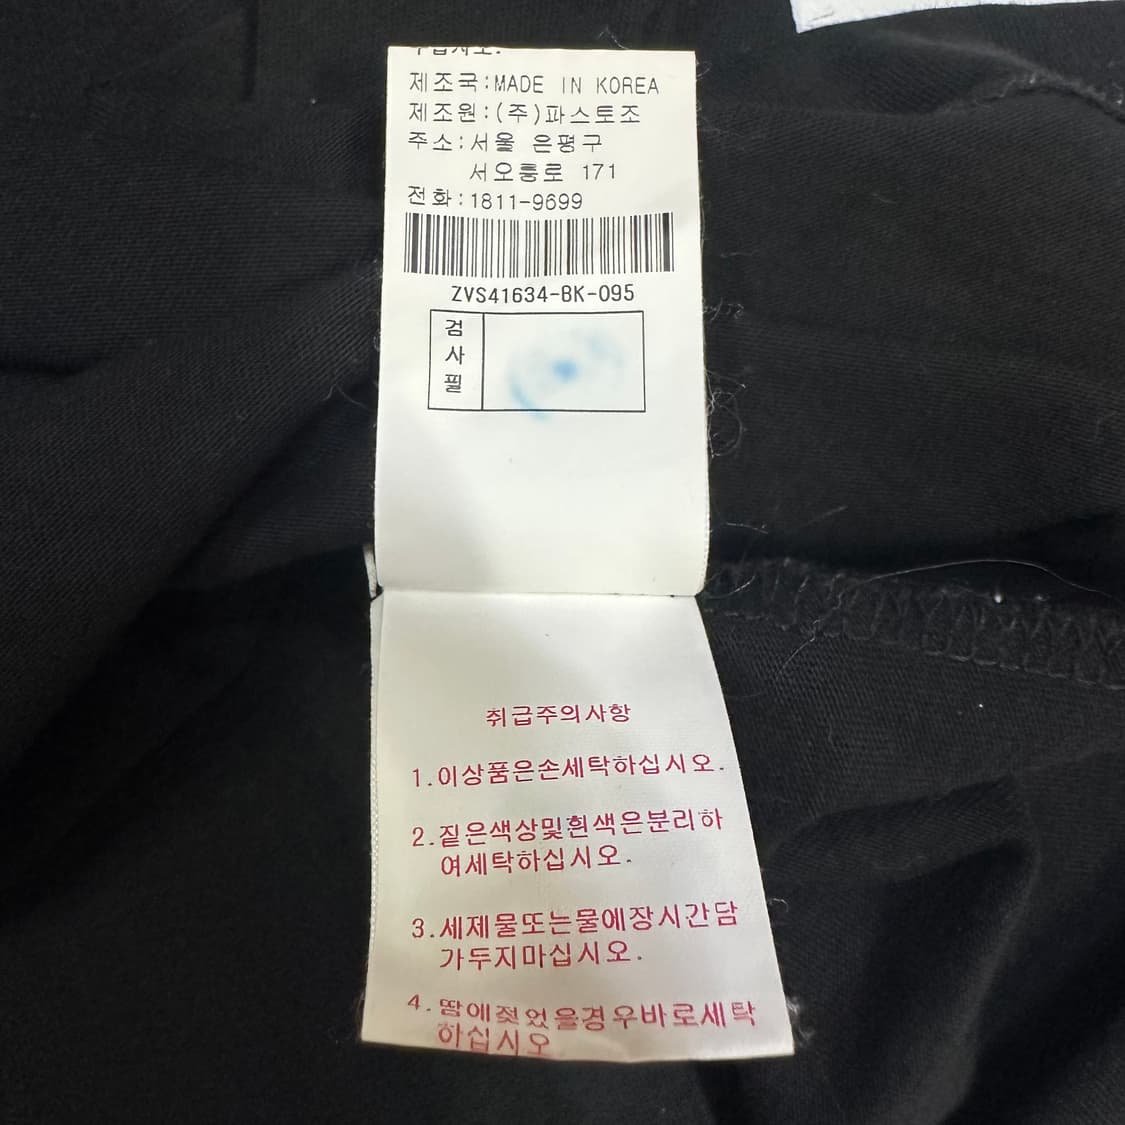 제조국:MADE IN KOREA
제조원:(주)파스토조
주소:서울 은평구
서오릉로 171
전화:1811-9699
ZVS41634-BK-095
검
사
필
취급주의사항
1.이상품은손세탁하십시오.
2.짙은색상및흰색은분리하
여세탁하십시오.
3.세제물또는물에장시간담
가두지마십시오.
4.땀에젖었을경우바로세탁
하십시오